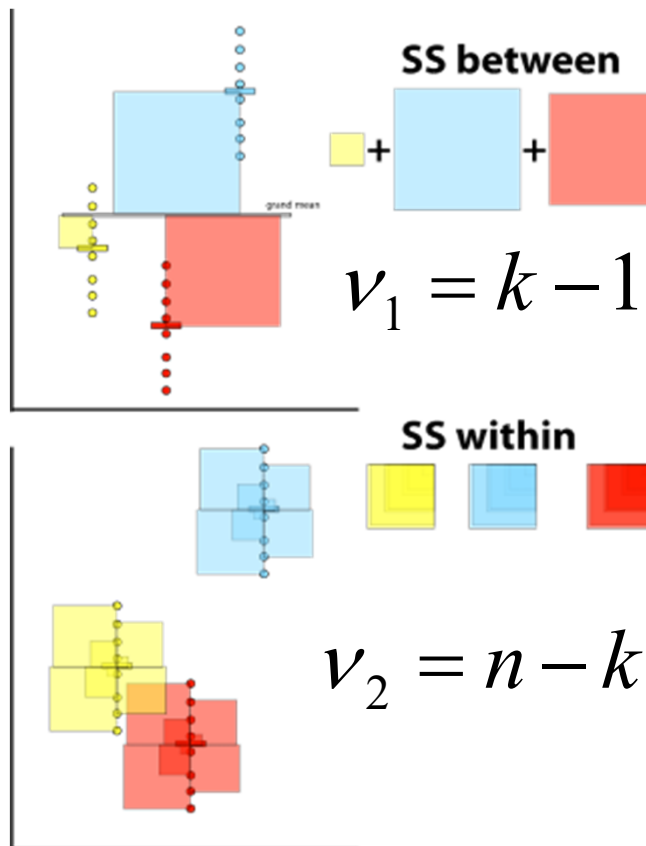 SS between
+ +
grand mean
ν₁ = k − 1
SS within
ν₂ = n − k